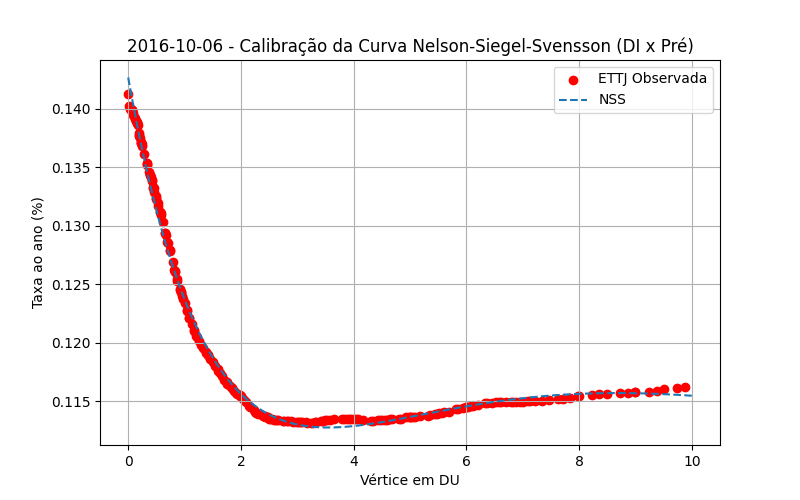 2016-10-06 - Calibração da Curva Nelson-Siegel-Svensson (DI x Pré)
ETTJ Observada
NSS
Taxa ao ano (%)
0.140
0.135
0.130
0.125
0.120
0.115
0
2
4
6
8
10
Vértice em DU